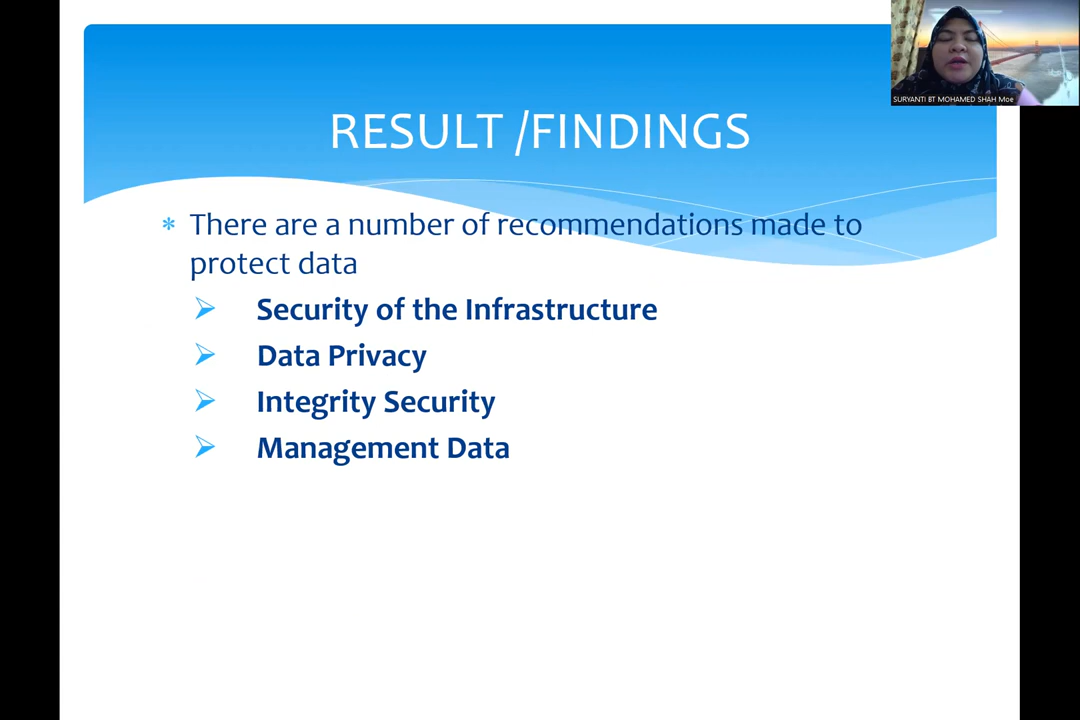 SURYANTI BT MOHAMED SHAH Moe
RESULT /FINDINGS
* There are a number of recommendations made to
protect data
➢ Security of the Infrastructure
➢ Data Privacy
➢ Integrity Security
➢ Management Data